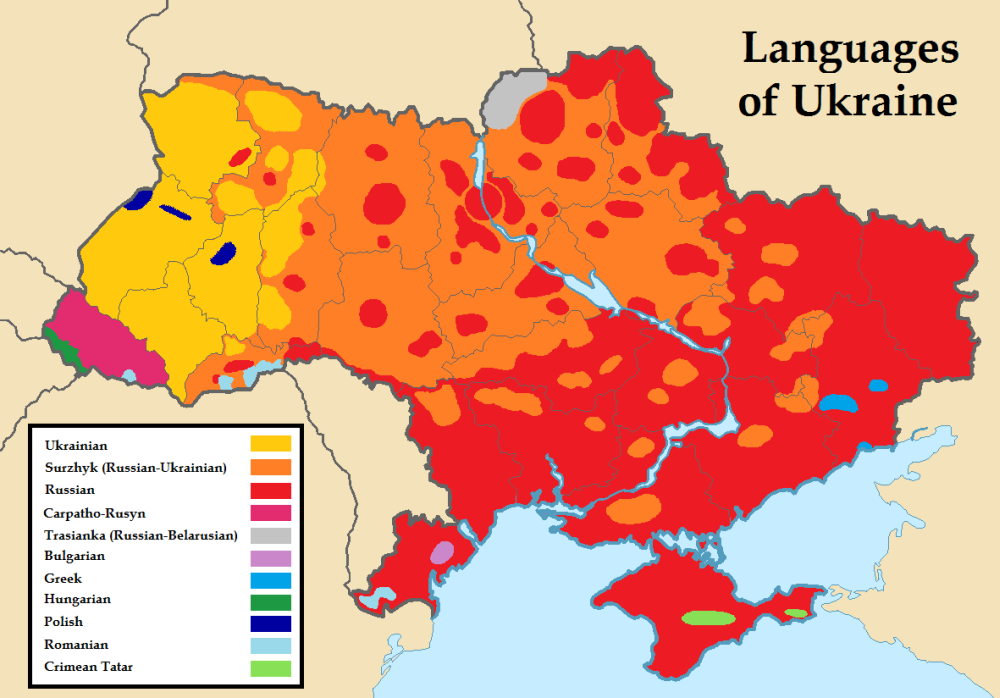 Languages
of Ukraine
Ukrainian
Surzhyk (Russian-Ukrainian)
Russian
Carpatho-Rusyn
Trasianka (Russian-Belarusian)
Bulgarian
Greek
Hungarian
Polish
Romanian
Crimean Tatar